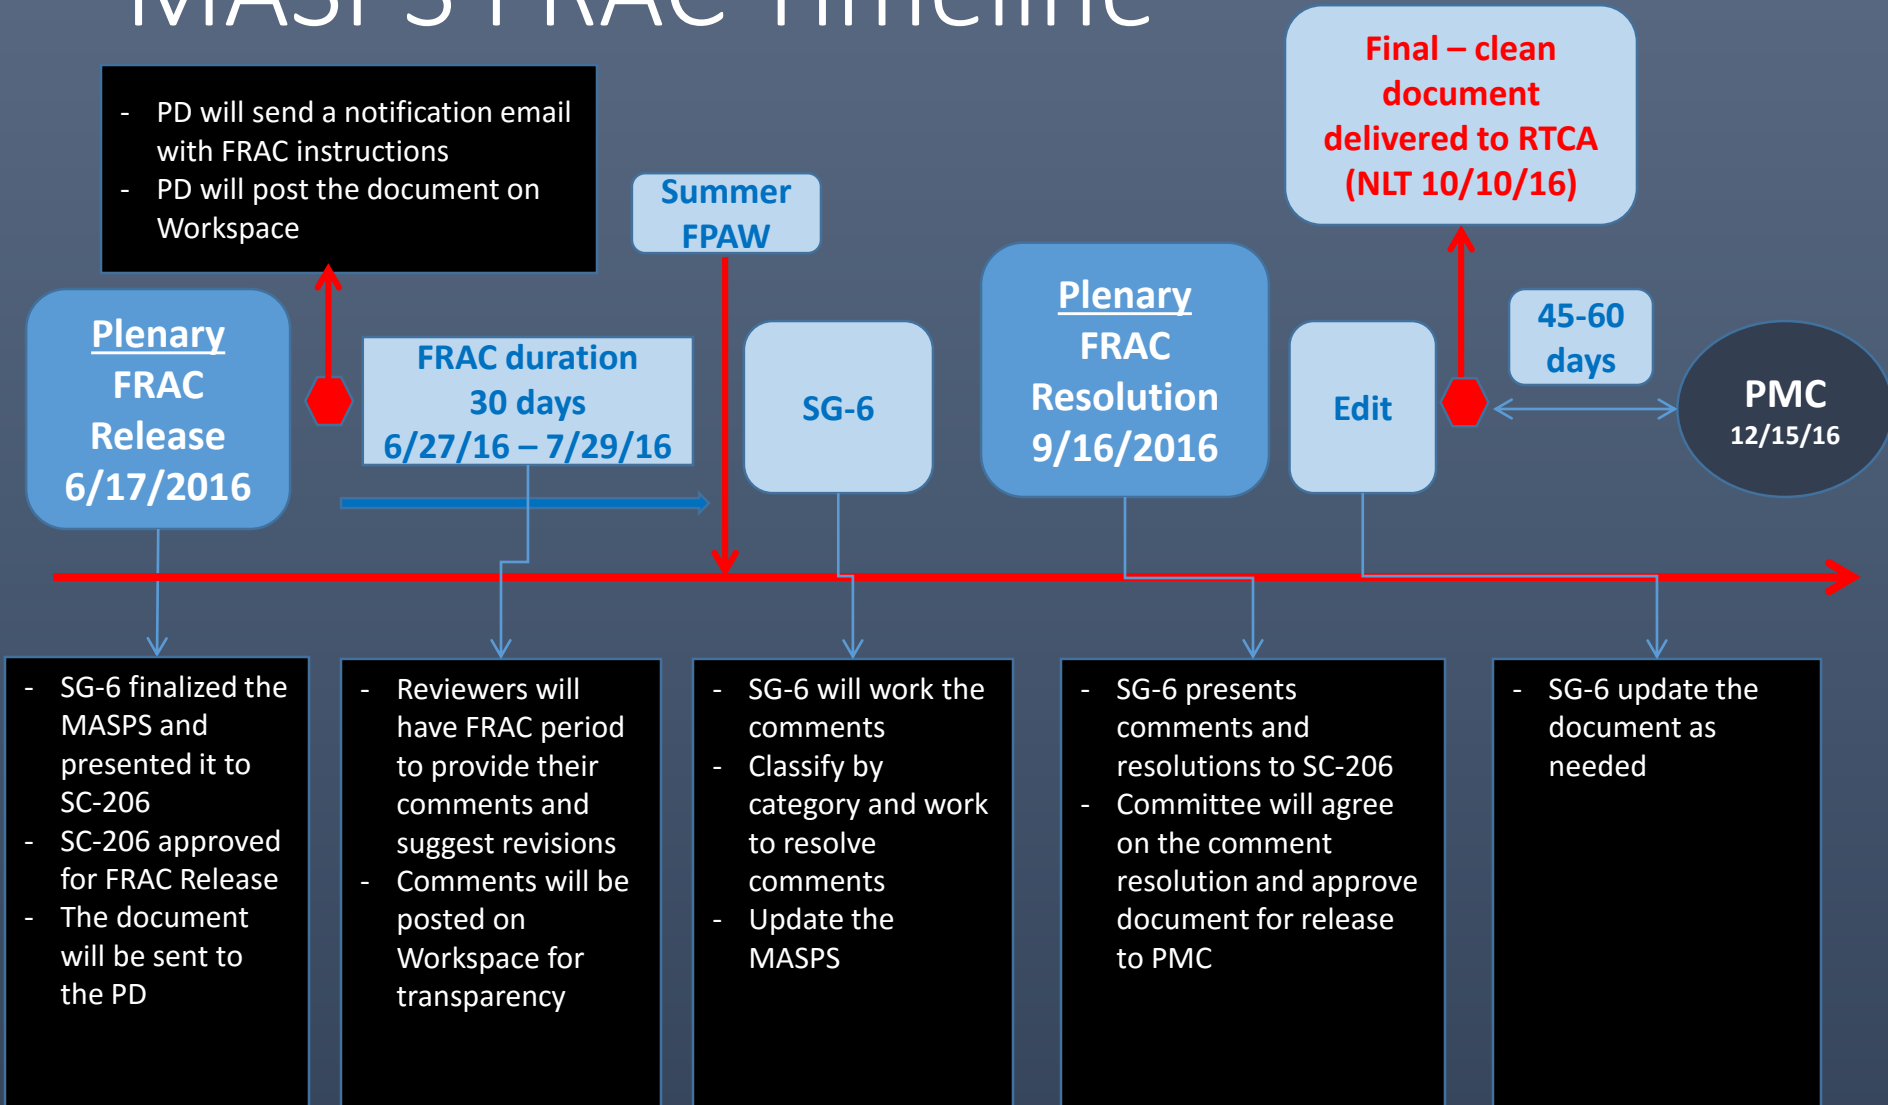 MASPS FRAC Timeline
- PD will send a notification email
with FRAC instructions
- PD will post the document on
Workspace
Summer
FPAW
Final – clean
document
delivered to RTCA
(NLT 10/10/16)
Plenary
FRAC
Release
6/17/2016
FRAC duration
30 days
6/27/16 – 7/29/16
SG-6
Plenary
FRAC
Resolution
9/16/2016
Edit
45-60
days
PMC
12/15/16
- SG-6 finalized the
MASPS and
presented it to
SC-206
- SC-206 approved
for FRAC Release
- The document
will be sent to
the PD
- Reviewers will
have FRAC period
to provide their
comments and
suggest revisions
- Comments will be
posted on
Workspace for
transparency
- SG-6 will work the
comments
- Classify by
category and work
to resolve
comments
- Update the
MASPS
- SG-6 presents
comments and
resolutions to SC-206
- Committee will agree
on the comment
resolution and approve
document for release
to PMC
- SG-6 update the
document as
needed